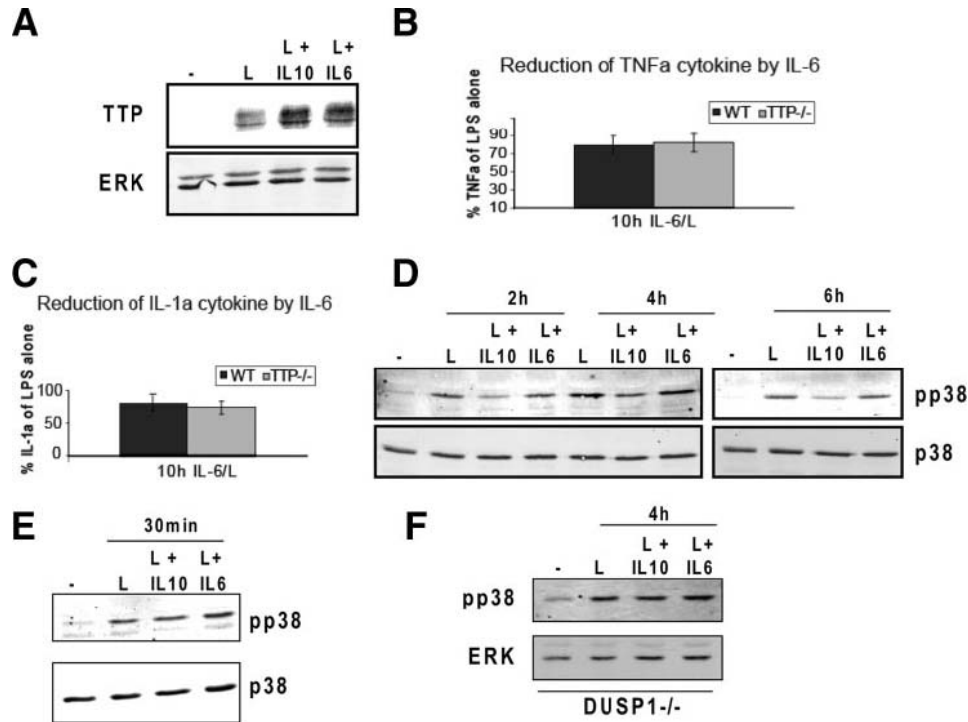 A
L + L+
- L IL10 IL6
TTP
ERK
B
Reduction of TNFa cytokine by IL-6
WT TTP-/-
% TNFa of LPS alone
90
70
50
30
10
10h IL-6/L
C
Reduction of IL-1a cytokine by IL-6
WT TTP-/-
% IL-1a of LPS alone
100
50
0
10h IL-6/L
D
2h 4h 6h
L + L+ L+ L+ L + L+
- L IL10 IL6 L IL10 IL6 - L IL10 IL6
pp38
p38
E
30min
L + L+
- L IL10 IL6
pp38
p38
F
4h
L + L+
- L IL10 IL6
pp38
ERK
DUSP1-/-